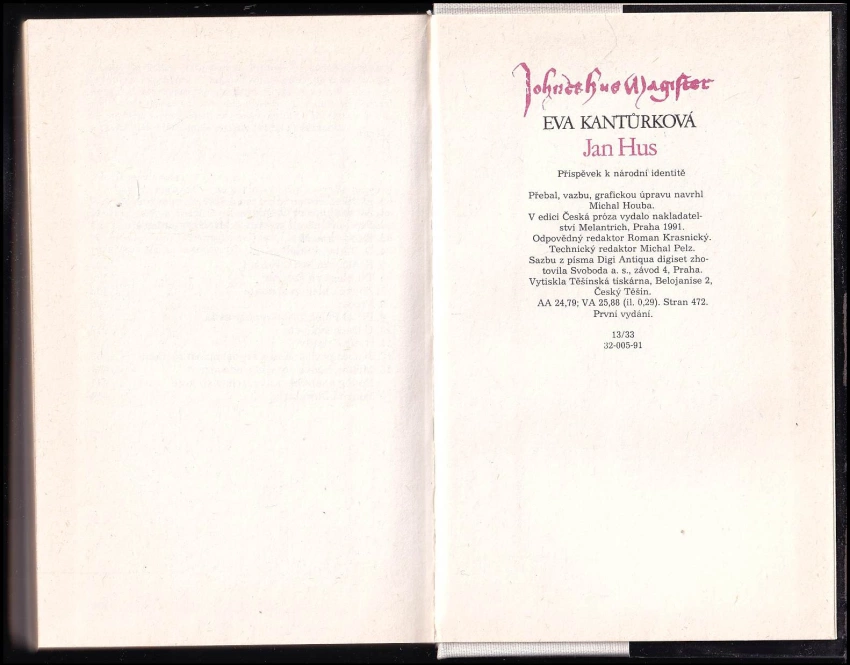 Johnes hus Magister
EVA KANTŮRKOVÁ
Jan Hus
Příspěvek k národní identitě
Přebal, vazbu, grafickou úpravu navrhl
Michal Houba.
V edici Česká próza vydalo nakladatel-
ství Melantrich, Praha 1991.
Odpovědný redaktor Roman Krasnický.
Technický redaktor Michal Pelz.
Sazbu z písma Digi Antiqua digiset zho-
tovila Svoboda a. s., závod 4, Praha.
Vytiskla Těšínská tiskárna, Belojanise 2,
Český Těšín.
AA 24,79; VA 25,88 (il. 0,29). Stran 472.
První vydání.
13/33
32-005-91